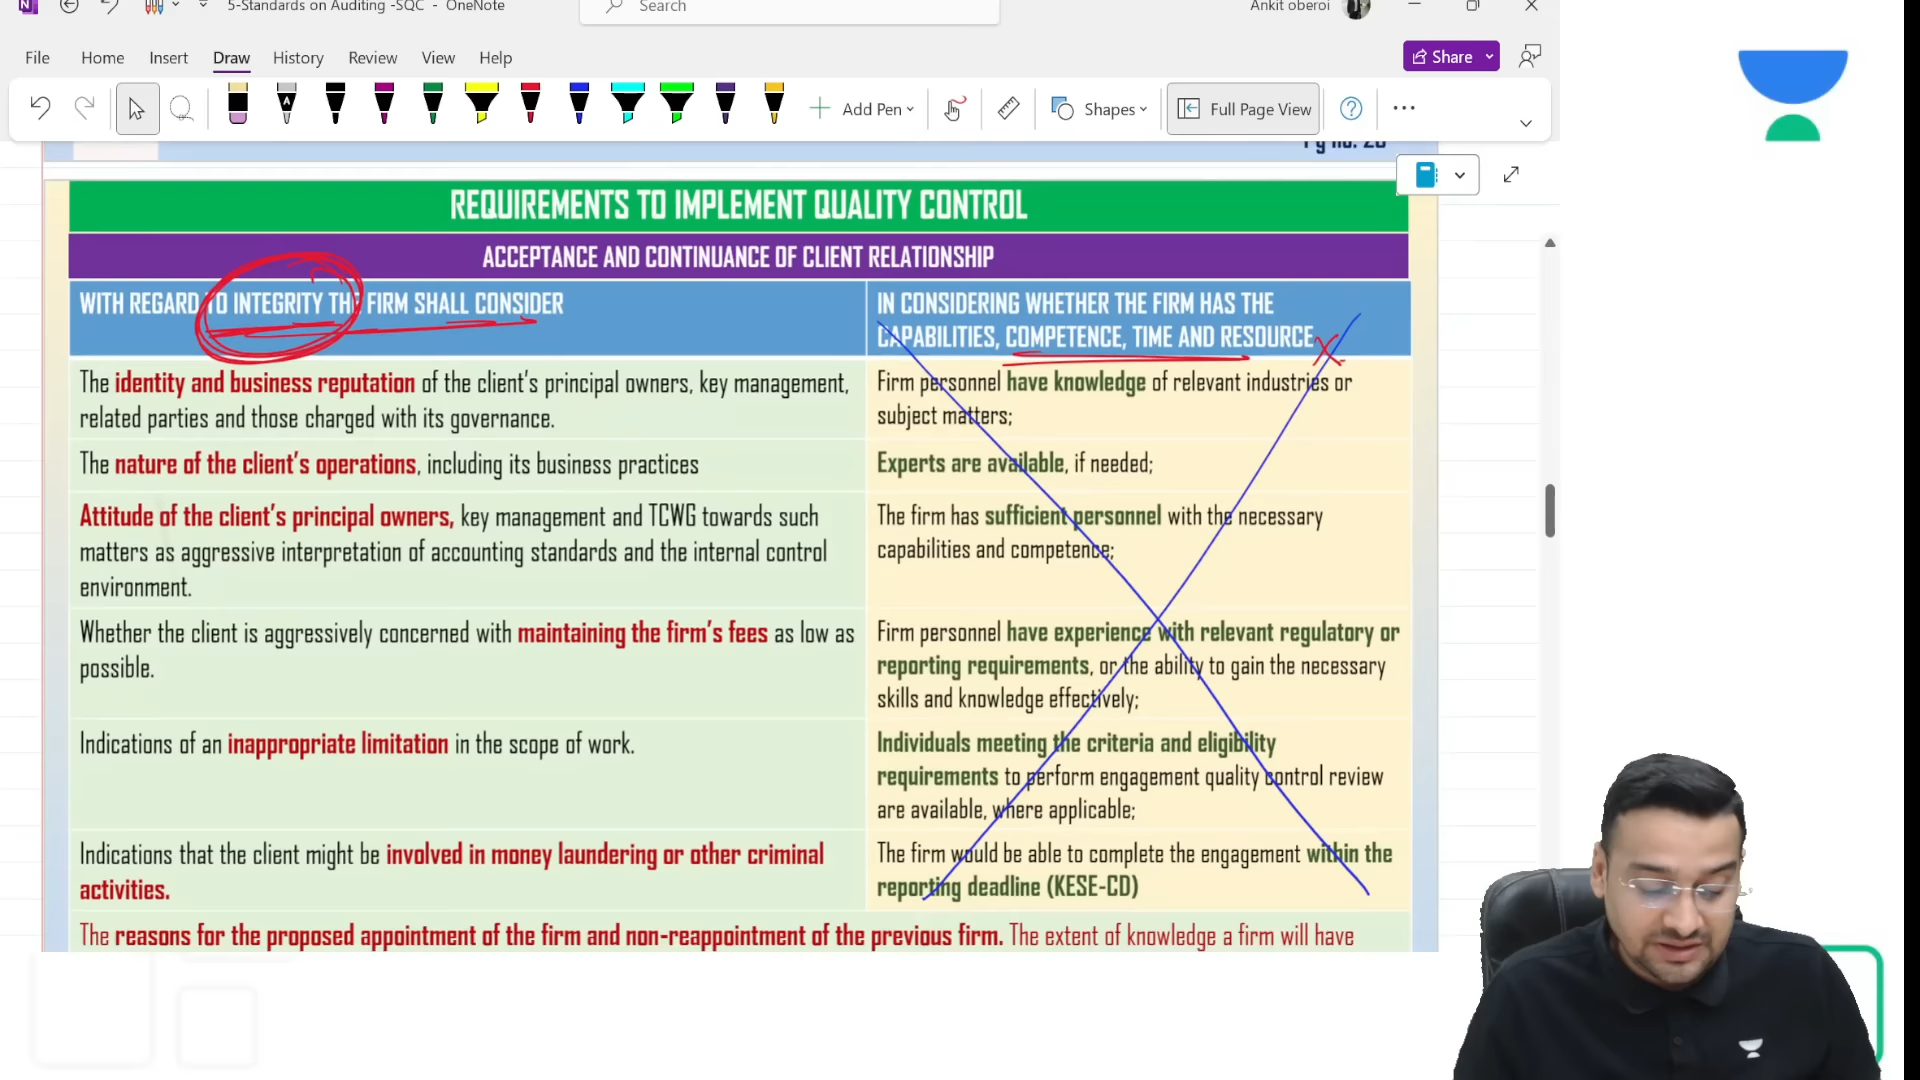 5-Standards on Auditing -SQC - OneNote
Search
Ankit oberoi
File Home Insert Draw History Review View Help
Share
A
Add Pen
Shapes
Full Page View
Pg no. 28
REQUIREMENTS TO IMPLEMENT QUALITY CONTROL
ACCEPTANCE AND CONTINUANCE OF CLIENT RELATIONSHIP
WITH REGARD TO INTEGRITY THE FIRM SHALL CONSIDER
IN CONSIDERING WHETHER THE FIRM HAS THE
CAPABILITIES, COMPETENCE, TIME AND RESOURCE
The identity and business reputation of the client's principal owners, key management,
related parties and those charged with its governance.
Firm personnel have knowledge of relevant industries or
subject matters;
The nature of the client's operations, including its business practices
Experts are available, if needed;
Attitude of the client's principal owners, key management and TCWG towards such
matters as aggressive interpretation of accounting standards and the internal control
environment.
The firm has sufficient personnel with the necessary
capabilities and competence;
Whether the client is aggressively concerned with maintaining the firm's fees as low as
possible.
Firm personnel have experience with relevant regulatory or
reporting requirements, or the ability to gain the necessary
skills and knowledge effectively;
Indications of an inappropriate limitation in the scope of work.
Individuals meeting the criteria and eligibility
requirements to perform engagement quality control review
are available, where applicable;
Indications that the client might be involved in money laundering or other criminal
activities.
The firm would be able to complete the engagement within the
reporting deadline (KESE-CD)
The reasons for the proposed appointment of the firm and non-reappointment of the previous firm. The extent of knowledge a firm will have